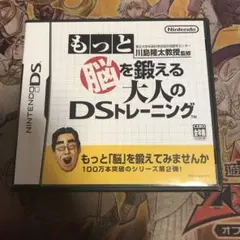 Nintendo
もっと
川島隆太教授監修
脳を鍛える
大人の
DSトレーニング
NINTENDO DS
もっと「脳」を鍛えてみませんか
100万本突破のシリーズ第2弾!